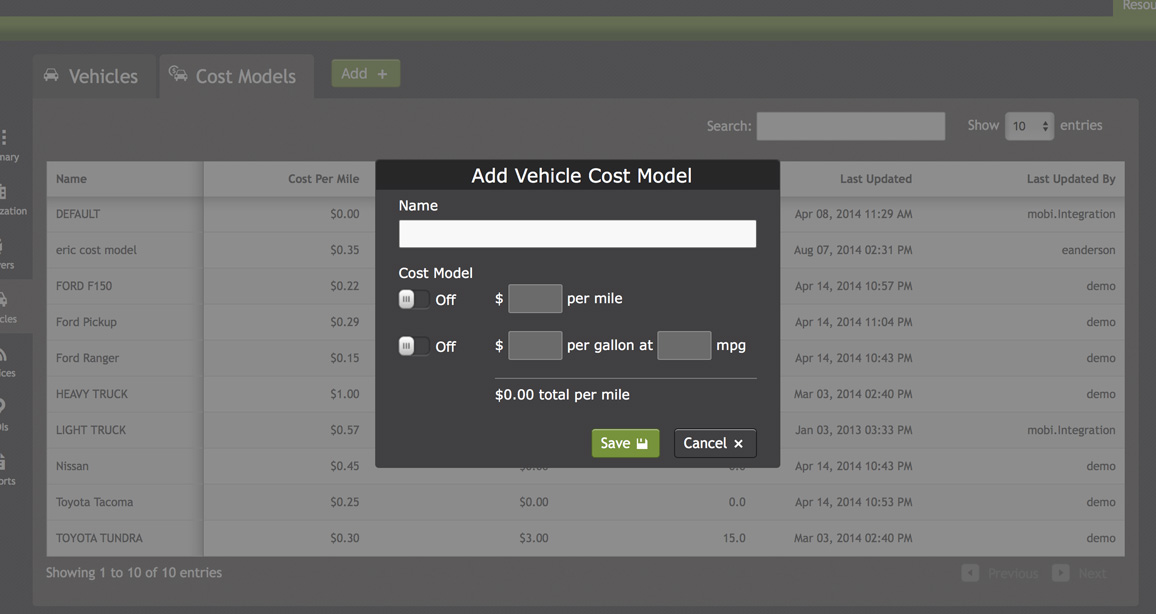 Resou
Vehicles
Cost Models
Add +
Search:
Show 10 entries
nary
ization
ers
cles
ices
Is
orts
Name Cost Per Mile Last Updated Last Updated By
DEFAULT $0.00 Apr 08, 2014 11:29 AM mobi.Integration
eric cost model $0.35 Aug 07, 2014 02:31 PM eanderson
FORD F150 $0.22 Apr 14, 2014 10:57 PM demo
Ford Pickup $0.29 Apr 14, 2014 11:04 PM demo
Ford Ranger $0.15 Apr 14, 2014 10:43 PM demo
HEAVY TRUCK $1.00 Mar 03, 2014 02:40 PM demo
LIGHT TRUCK $0.57 Jan 03, 2013 03:33 PM mobi.Integration
Nissan $0.45 Apr 14, 2014 10:43 PM demo
Toyota Tacoma $0.25 $0.00 0.0 Apr 14, 2014 10:53 PM demo
TOYOTA TUNDRA $0.30 $3.00 15.0 Mar 03, 2014 02:40 PM demo
Showing 1 to 10 of 10 entries
Previous Next
Add Vehicle Cost Model
Name
Cost Model
Off $ per mile
Off $ per gallon at mpg
$0.00 total per mile
Save
Cancel ×